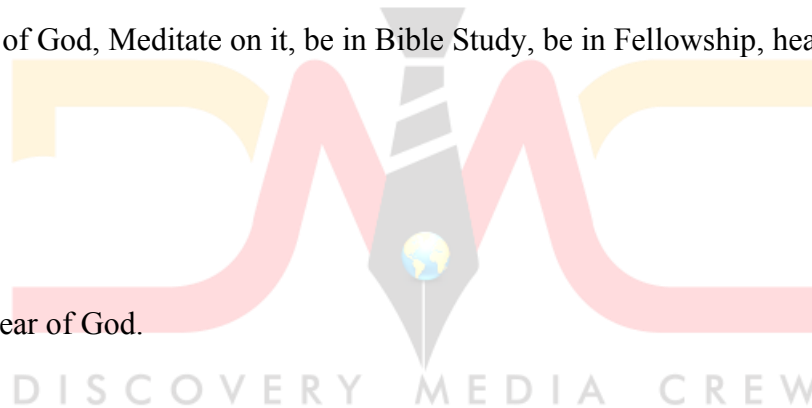 of God, Meditate on it, be in Bible Study, be in Fellowship, hea
ear of God.
DISCOVERY MEDIA CREW